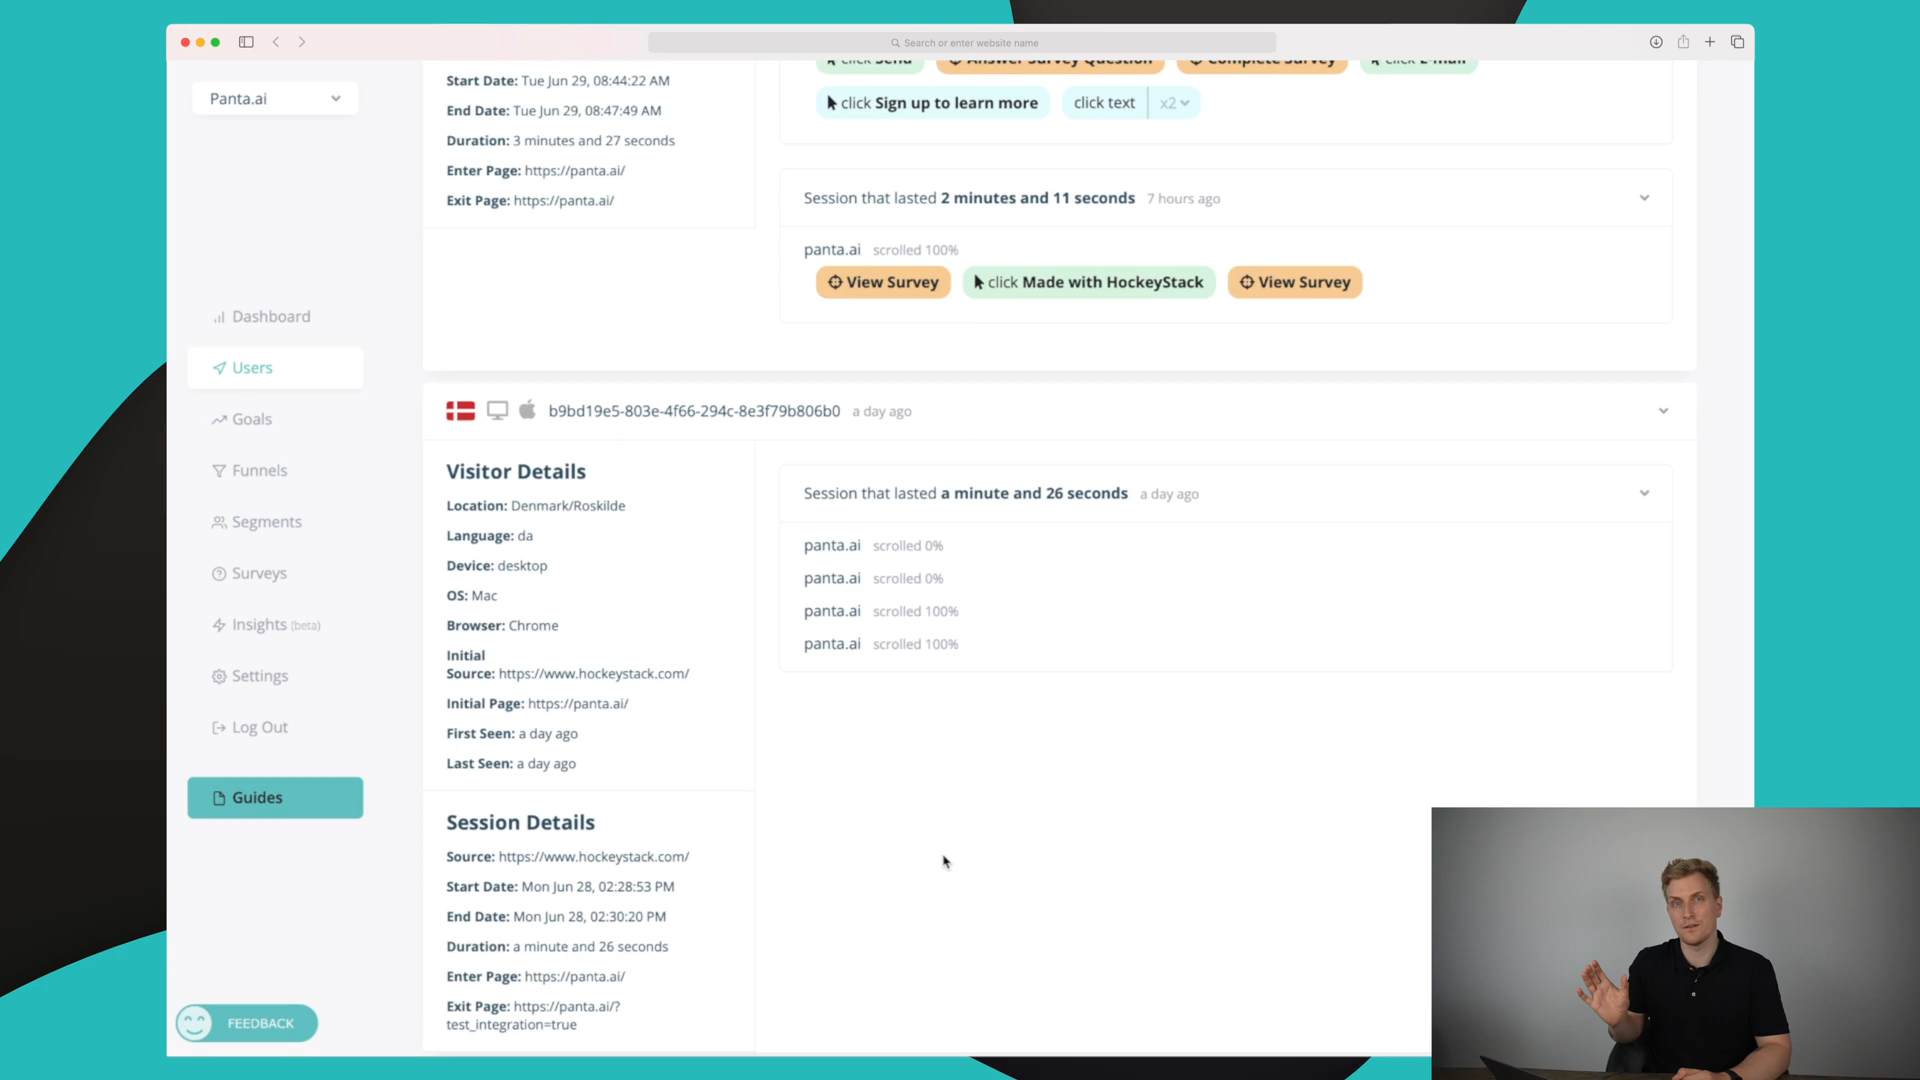 Search or enter website name
Panta.ai
Dashboard
Users
Goals
Funnels
Segments
Surveys
Insights (beta)
Settings
Log Out
Guides
FEEDBACK
Start Date: Tue Jun 29, 08:44:22 AM
End Date: Tue Jun 29, 08:47:49 AM
Duration: 3 minutes and 27 seconds
Enter Page: https://panta.ai/
Exit Page: https://panta.ai/
click Send Answer Survey Question Complete Survey click E-mail
click Sign up to learn more click text x2
Session that lasted 2 minutes and 11 seconds 7 hours ago
panta.ai scrolled 100%
View Survey click Made with HockeyStack View Survey
b9bd19e5-803e-4f66-294c-8e3f79b806b0 a day ago
Visitor Details
Location: Denmark/Roskilde
Language: da
Device: desktop
OS: Mac
Browser: Chrome
Initial
Source: https://www.hockeystack.com/
Initial Page: https://panta.ai/
First Seen: a day ago
Last Seen: a day ago
Session Details
Source: https://www.hockeystack.com/
Start Date: Mon Jun 28, 02:28:53 PM
End Date: Mon Jun 28, 02:30:20 PM
Duration: a minute and 26 seconds
Enter Page: https://panta.ai/
Exit Page: https://panta.ai/?
test_integration=true
Session that lasted a minute and 26 seconds a day ago
panta.ai scrolled 0%
panta.ai scrolled 0%
panta.ai scrolled 100%
panta.ai scrolled 100%